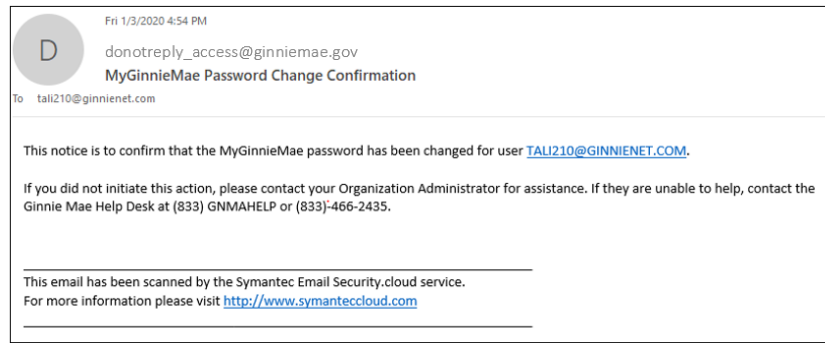 Fri 1/3/2020 4:54 PM
D
donotreply_access@ginniemae.gov
MyGinnieMae Password Change Confirmation
To tali210@ginnienet.com
This notice is to confirm that the MyGinnieMae password has been changed for user TALI210@GINNIENET.COM.
If you did not initiate this action, please contact your Organization Administrator for assistance. If they are unable to help, contact the
Ginnie Mae Help Desk at (833) GNMAHELP or (833)-466-2435.
This email has been scanned by the Symantec Email Security.cloud service.
For more information please visit http://www.symanteccloud.com